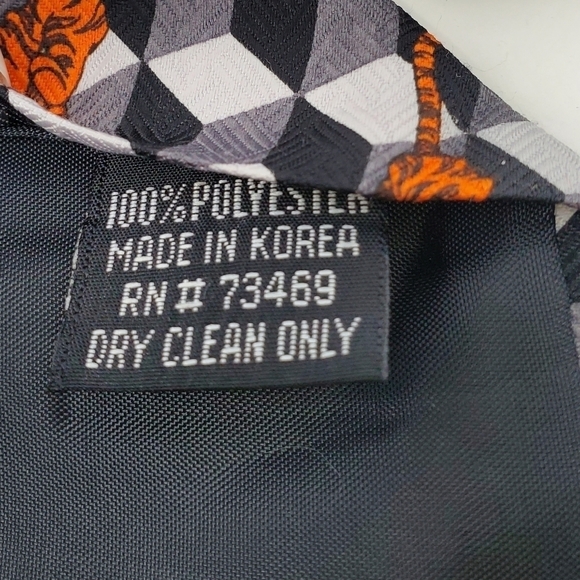 100% POLYESTER
MADE IN KOREA
RN # 73469
DRY CLEAN ONLY